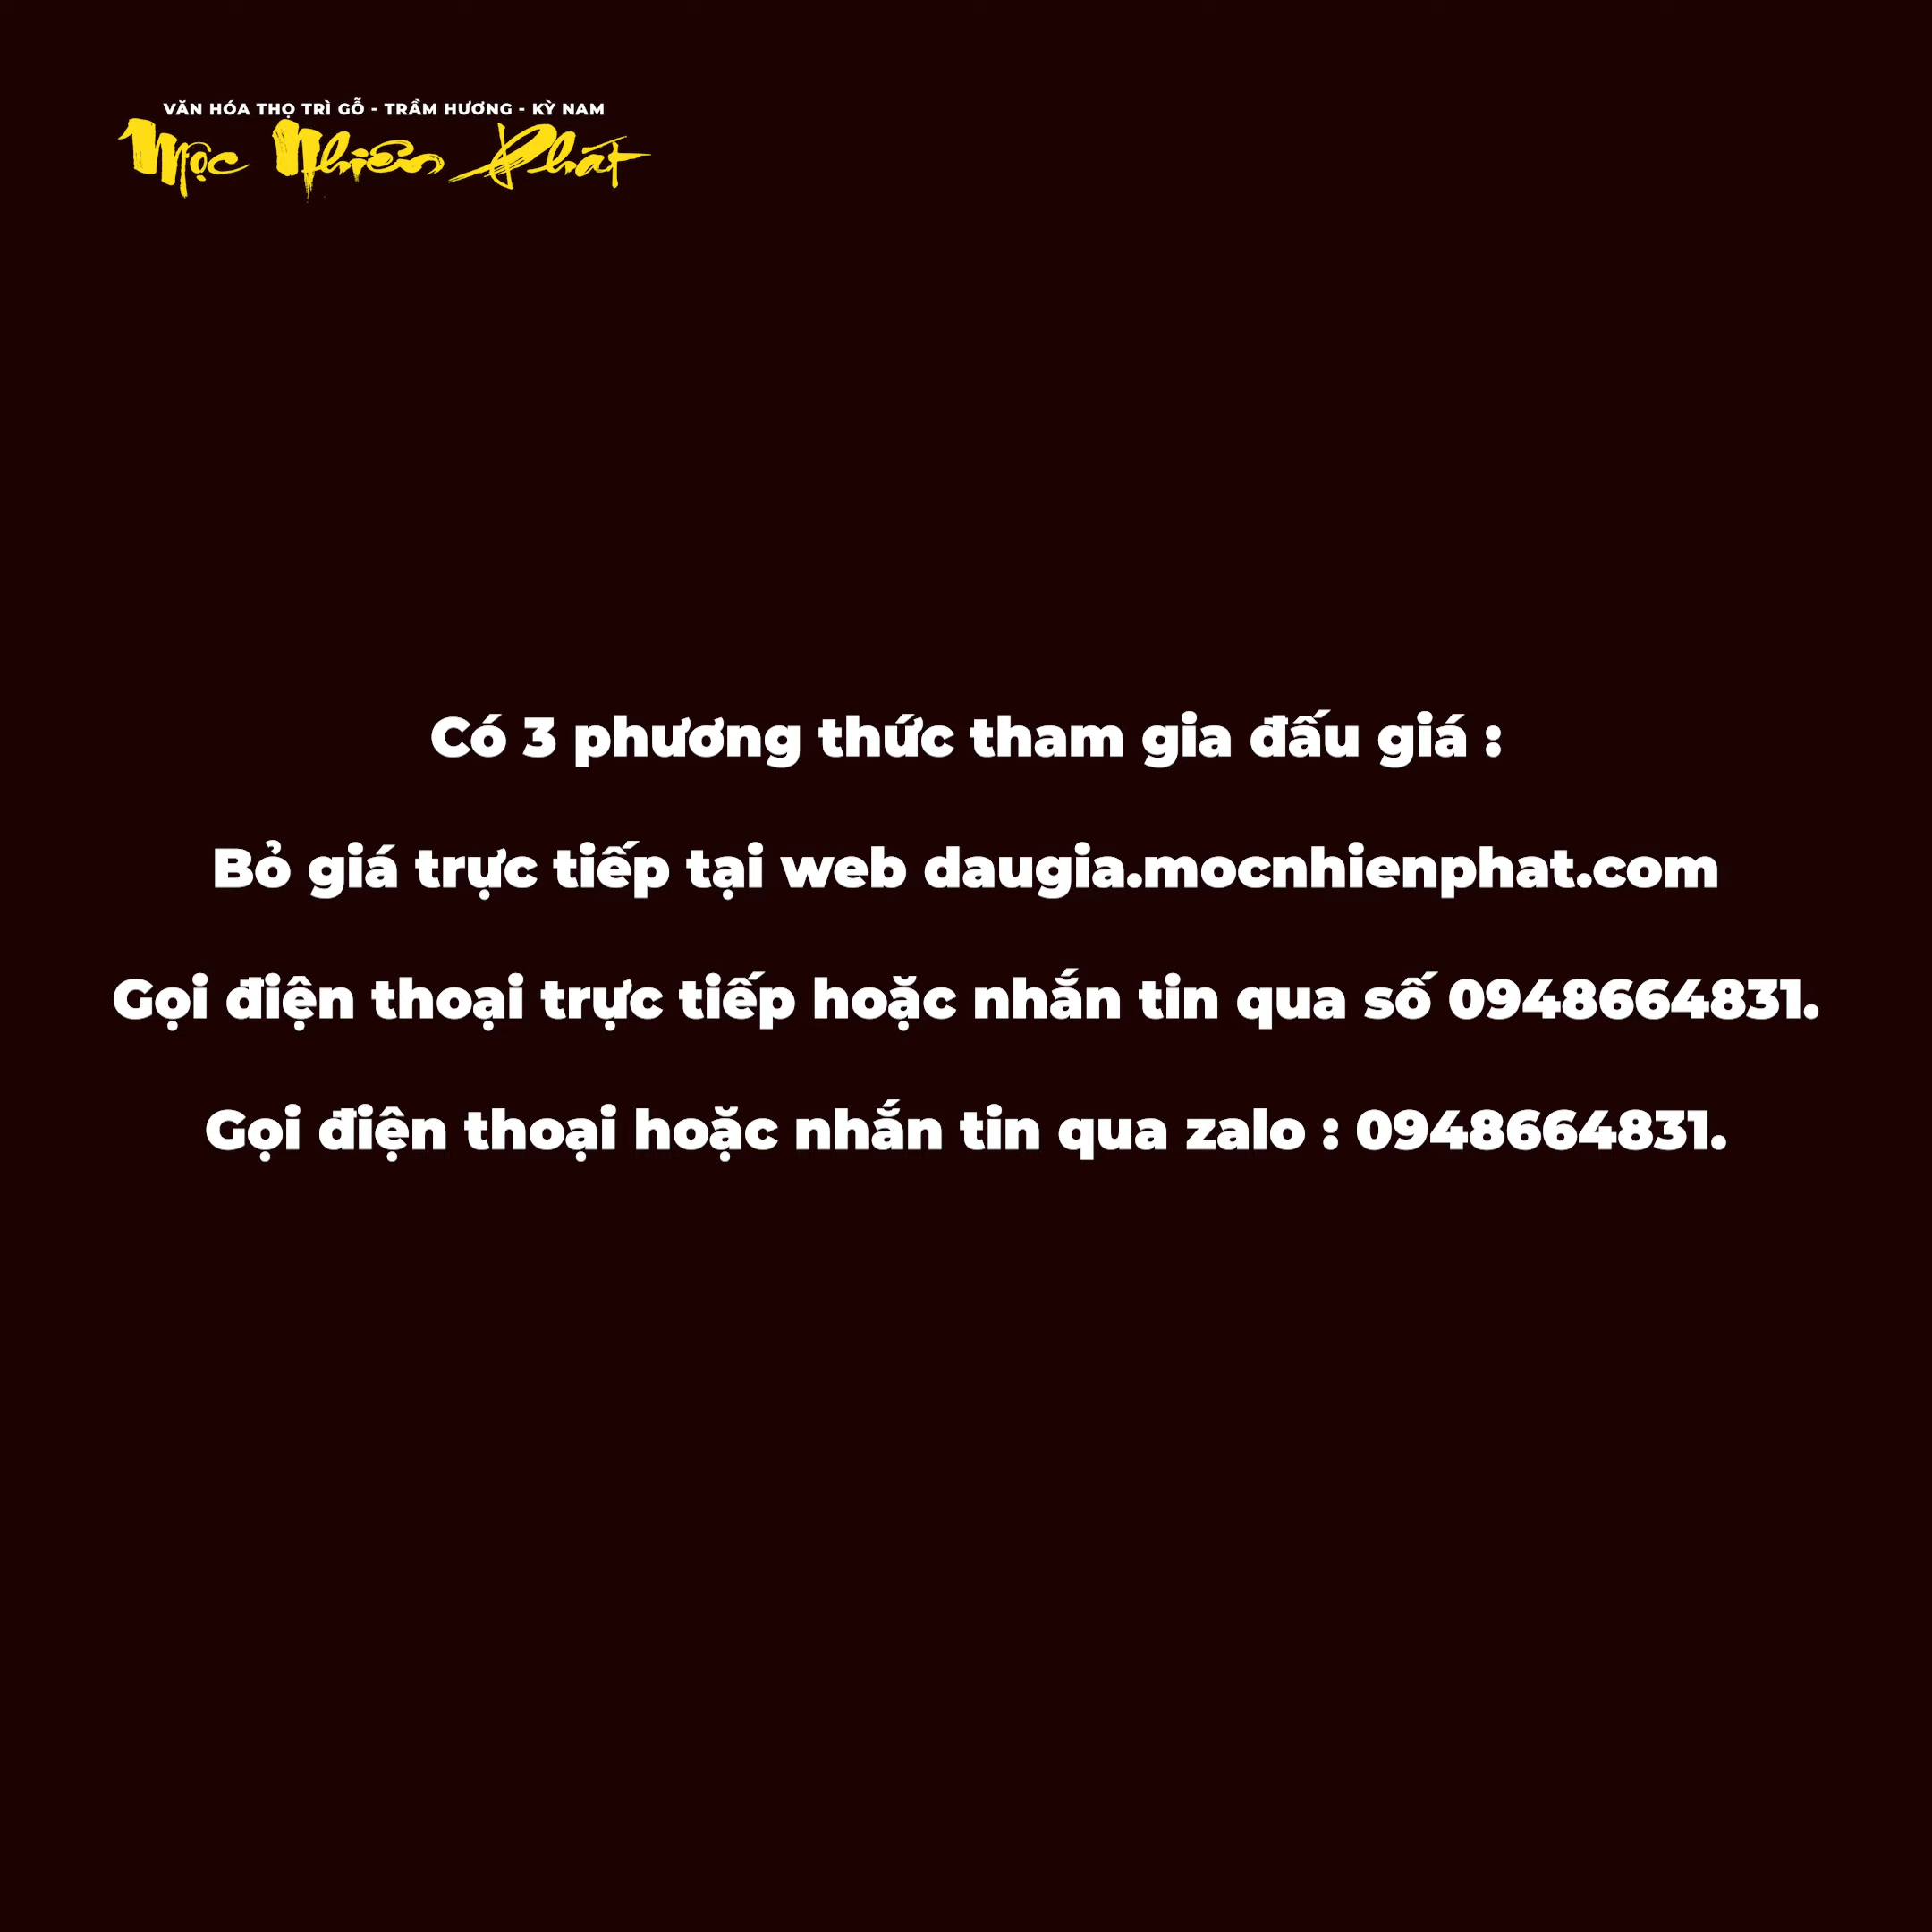 VĂN HÓA THỌ TRÌ GỖ - TRẦM HƯƠNG - KỲ NAM
Mộc Nhiên Phát
Có 3 phương thức tham gia đấu giá :
Bỏ giá trực tiếp tại web daugia.mocnhienphat.com
Gọi điện thoại trực tiếp hoặc nhắn tin qua số 0948664831.
Gọi điện thoại hoặc nhắn tin qua zalo : 0948664831.